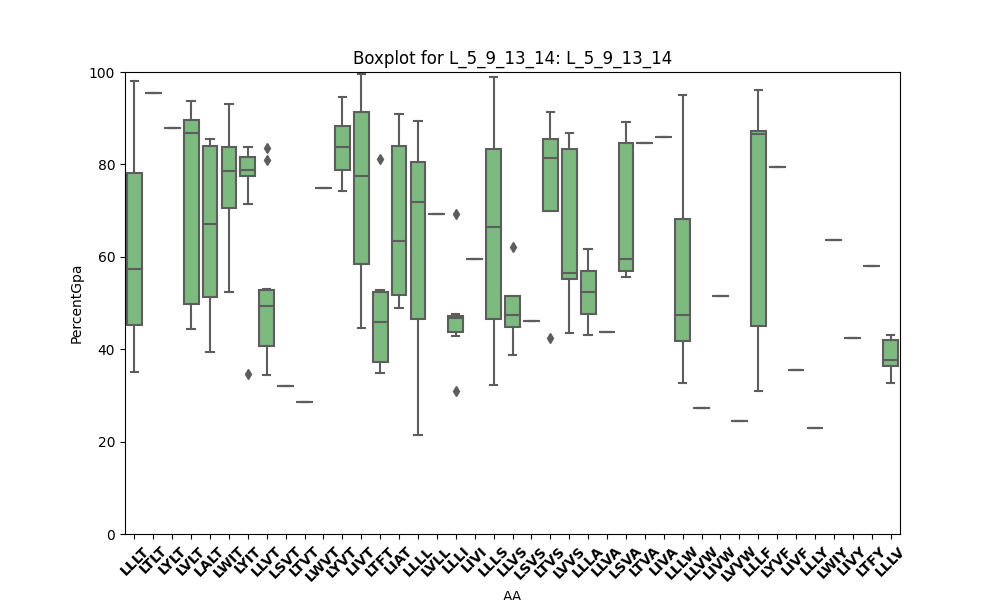 Boxplot for L_5_9_13_14: L_5_9_13_14
100
80
60
40
20
0
PercentGpa
LLLT LTLT LYLT LVLT LALT LWIT LYIT LLVT LSVT LTVT LWVT LYVT LIVT LTFT LIAT LLLL LVLL LLLI LIVI LLLS LLVS LSVS LTVS LVVS LLLA LLVA LSVA LTVA LIVA LLLW LLVW LIVW LVVW LLLF LYVF LIVF LLLY LWIY LIVY LTFY LLLV
AA